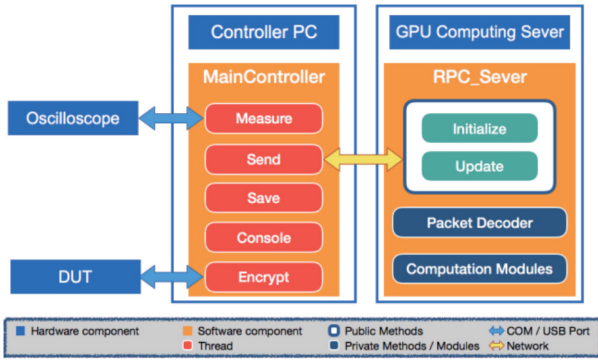 Controller PC
GPU Computing Sever
MainController
RPC_Sever
Oscilloscope
Measure
Initialize
Send
Update
Save
Packet Decoder
Console
DUT
Encrypt
Computation Modules
Hardware component
Software component
Public Methods
COM / USB Port
Thread
Private Methods / Modules
Network